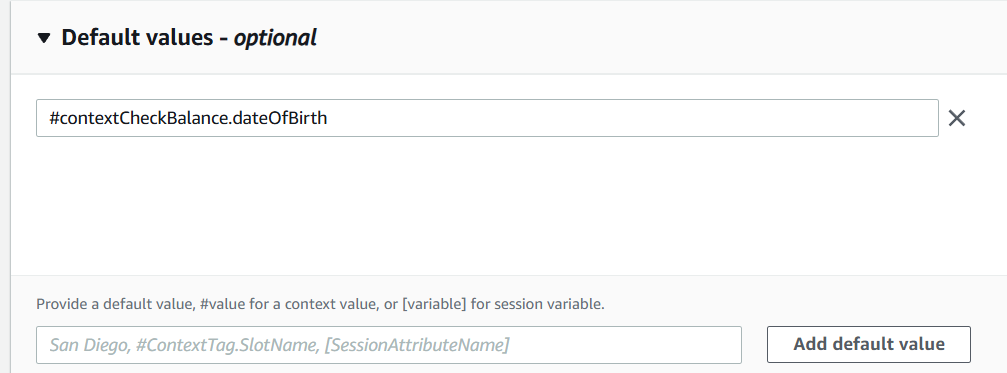 ▼ Default values - optional
#contextCheckBalance.dateOfBirth
Provide a default value, #value for a context value, or [variable] for session variable.
San Diego, #ContextTag.SlotName, [SessionAttributeName]
Add default value